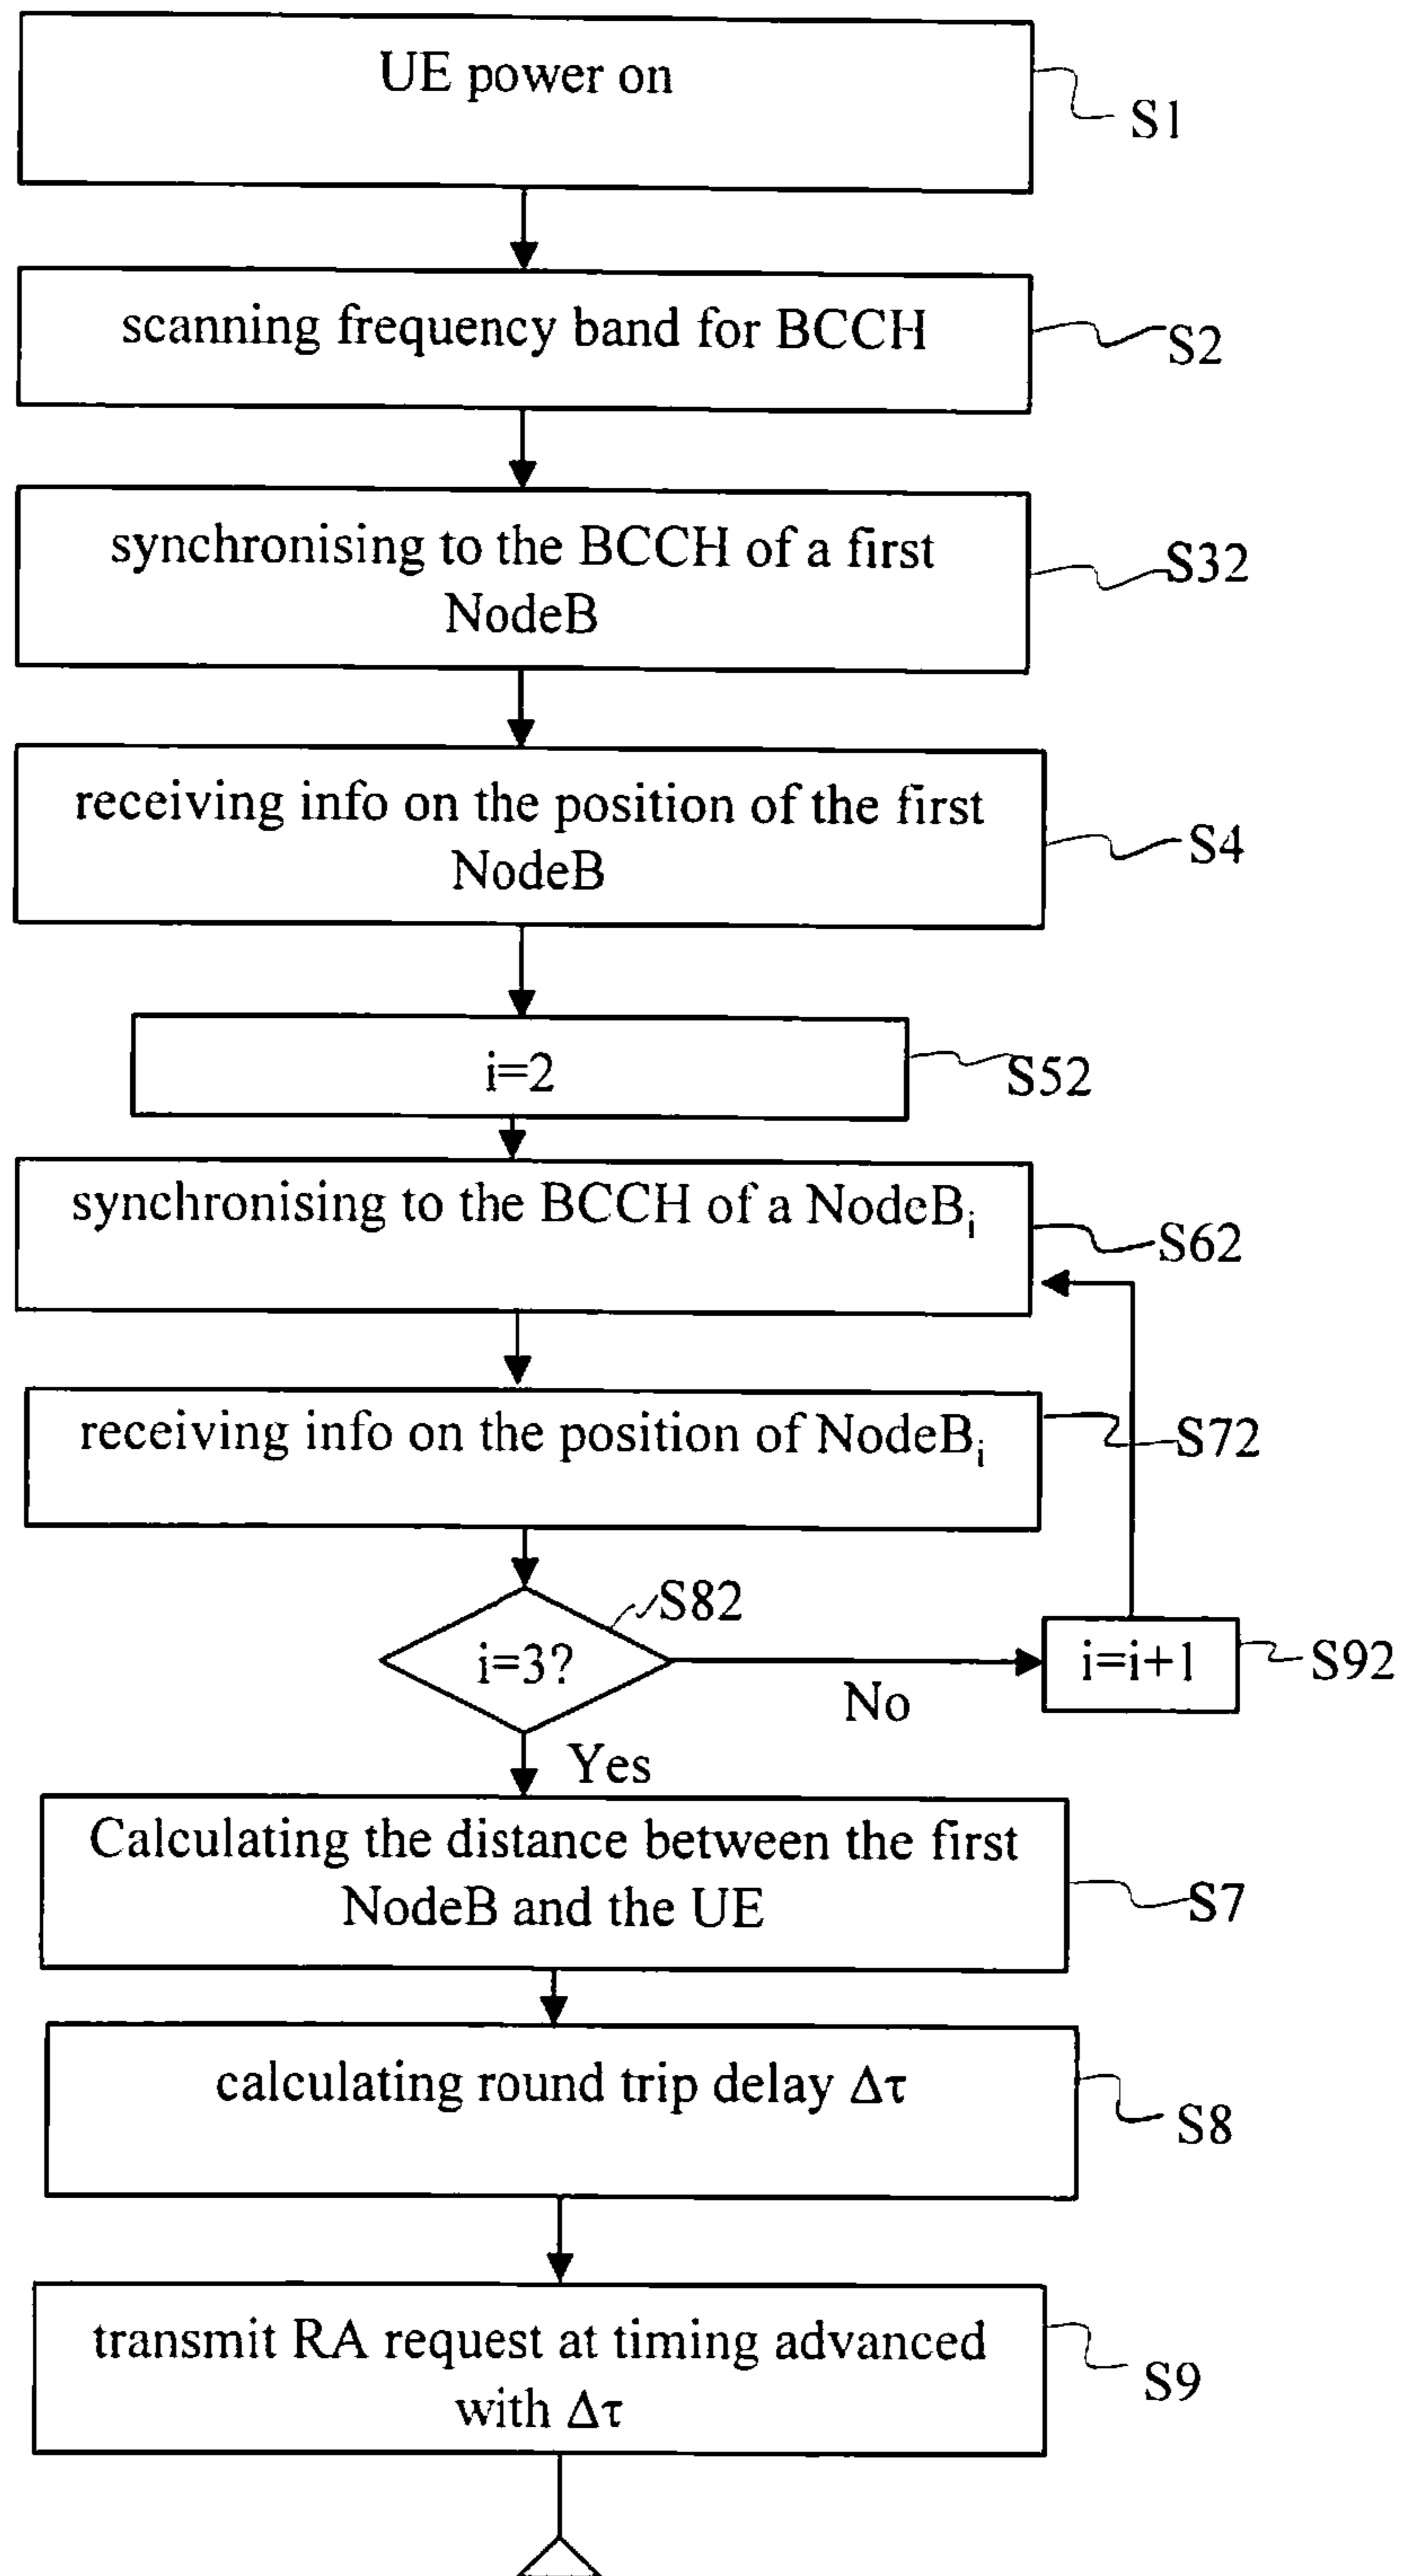 UE power on
S1
scanning frequency band for BCCH
S2
synchronising to the BCCH of a first
NodeB
S32
receiving info on the position of the first
NodeB
S4
i=2
S52
synchronising to the BCCH of a NodeBᵢ
S62
receiving info on the position of NodeBᵢ
S72
S82
i=3?
No
i=i+1
S92
Yes
Calculating the distance between the first
NodeB and the UE
S7
calculating round trip delay Δτ
S8
transmit RA request at timing advanced
with Δτ
S9